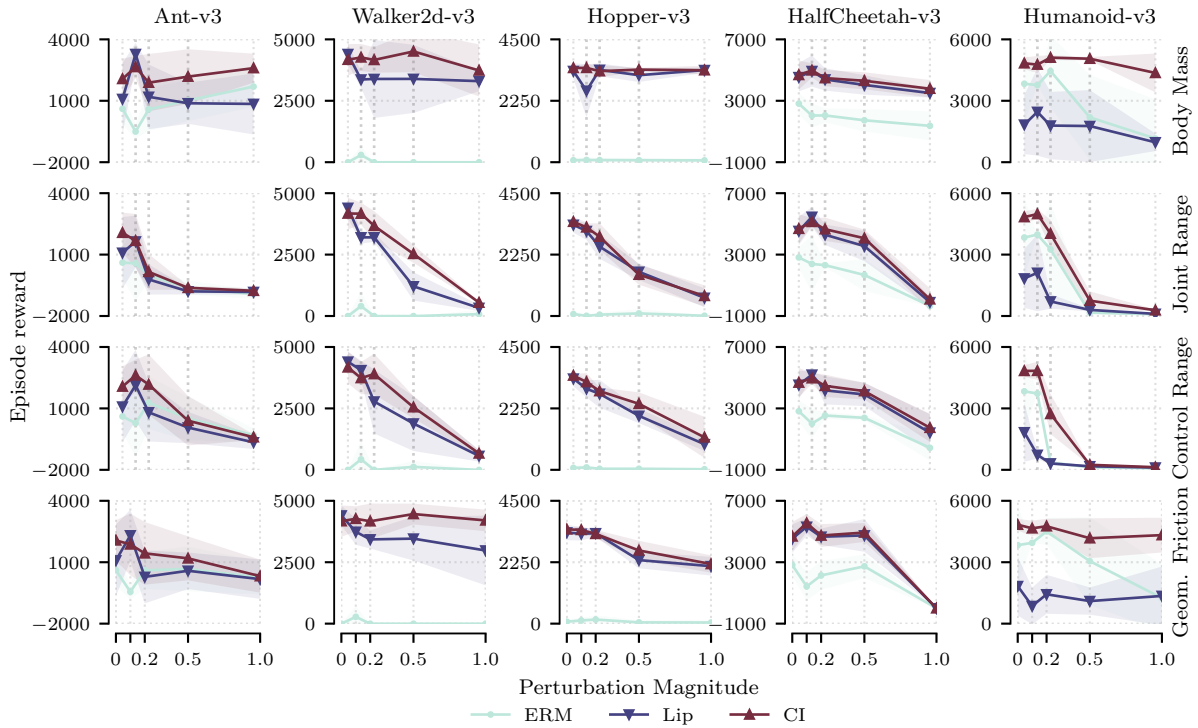 Ant-v3 Walker2d-v3 Hopper-v3 HalfCheetah-v3 Humanoid-v3
4000 5000 4500 7000 6000
1000 2500 2250 3000 3000
−2000 0 0 −1000 0
Body Mass
4000 5000 4500 7000 6000
1000 2500 2250 3000 3000
−2000 0 0 −1000 0
Joint Range
Episode reward
4000 5000 4500 7000 6000
1000 2500 2250 3000 3000
−2000 0 0 −1000 0
Control Range
4000 5000 4500 7000 6000
1000 2500 2250 3000 3000
−2000 0 0 −1000 0
Geom. Friction
0 0.2 0.5 1.0 0 0.2 0.5 1.0 0 0.2 0.5 1.0 0 0.2 0.5 1.0 0 0.2 0.5 1.0
Perturbation Magnitude
ERM Lip CI